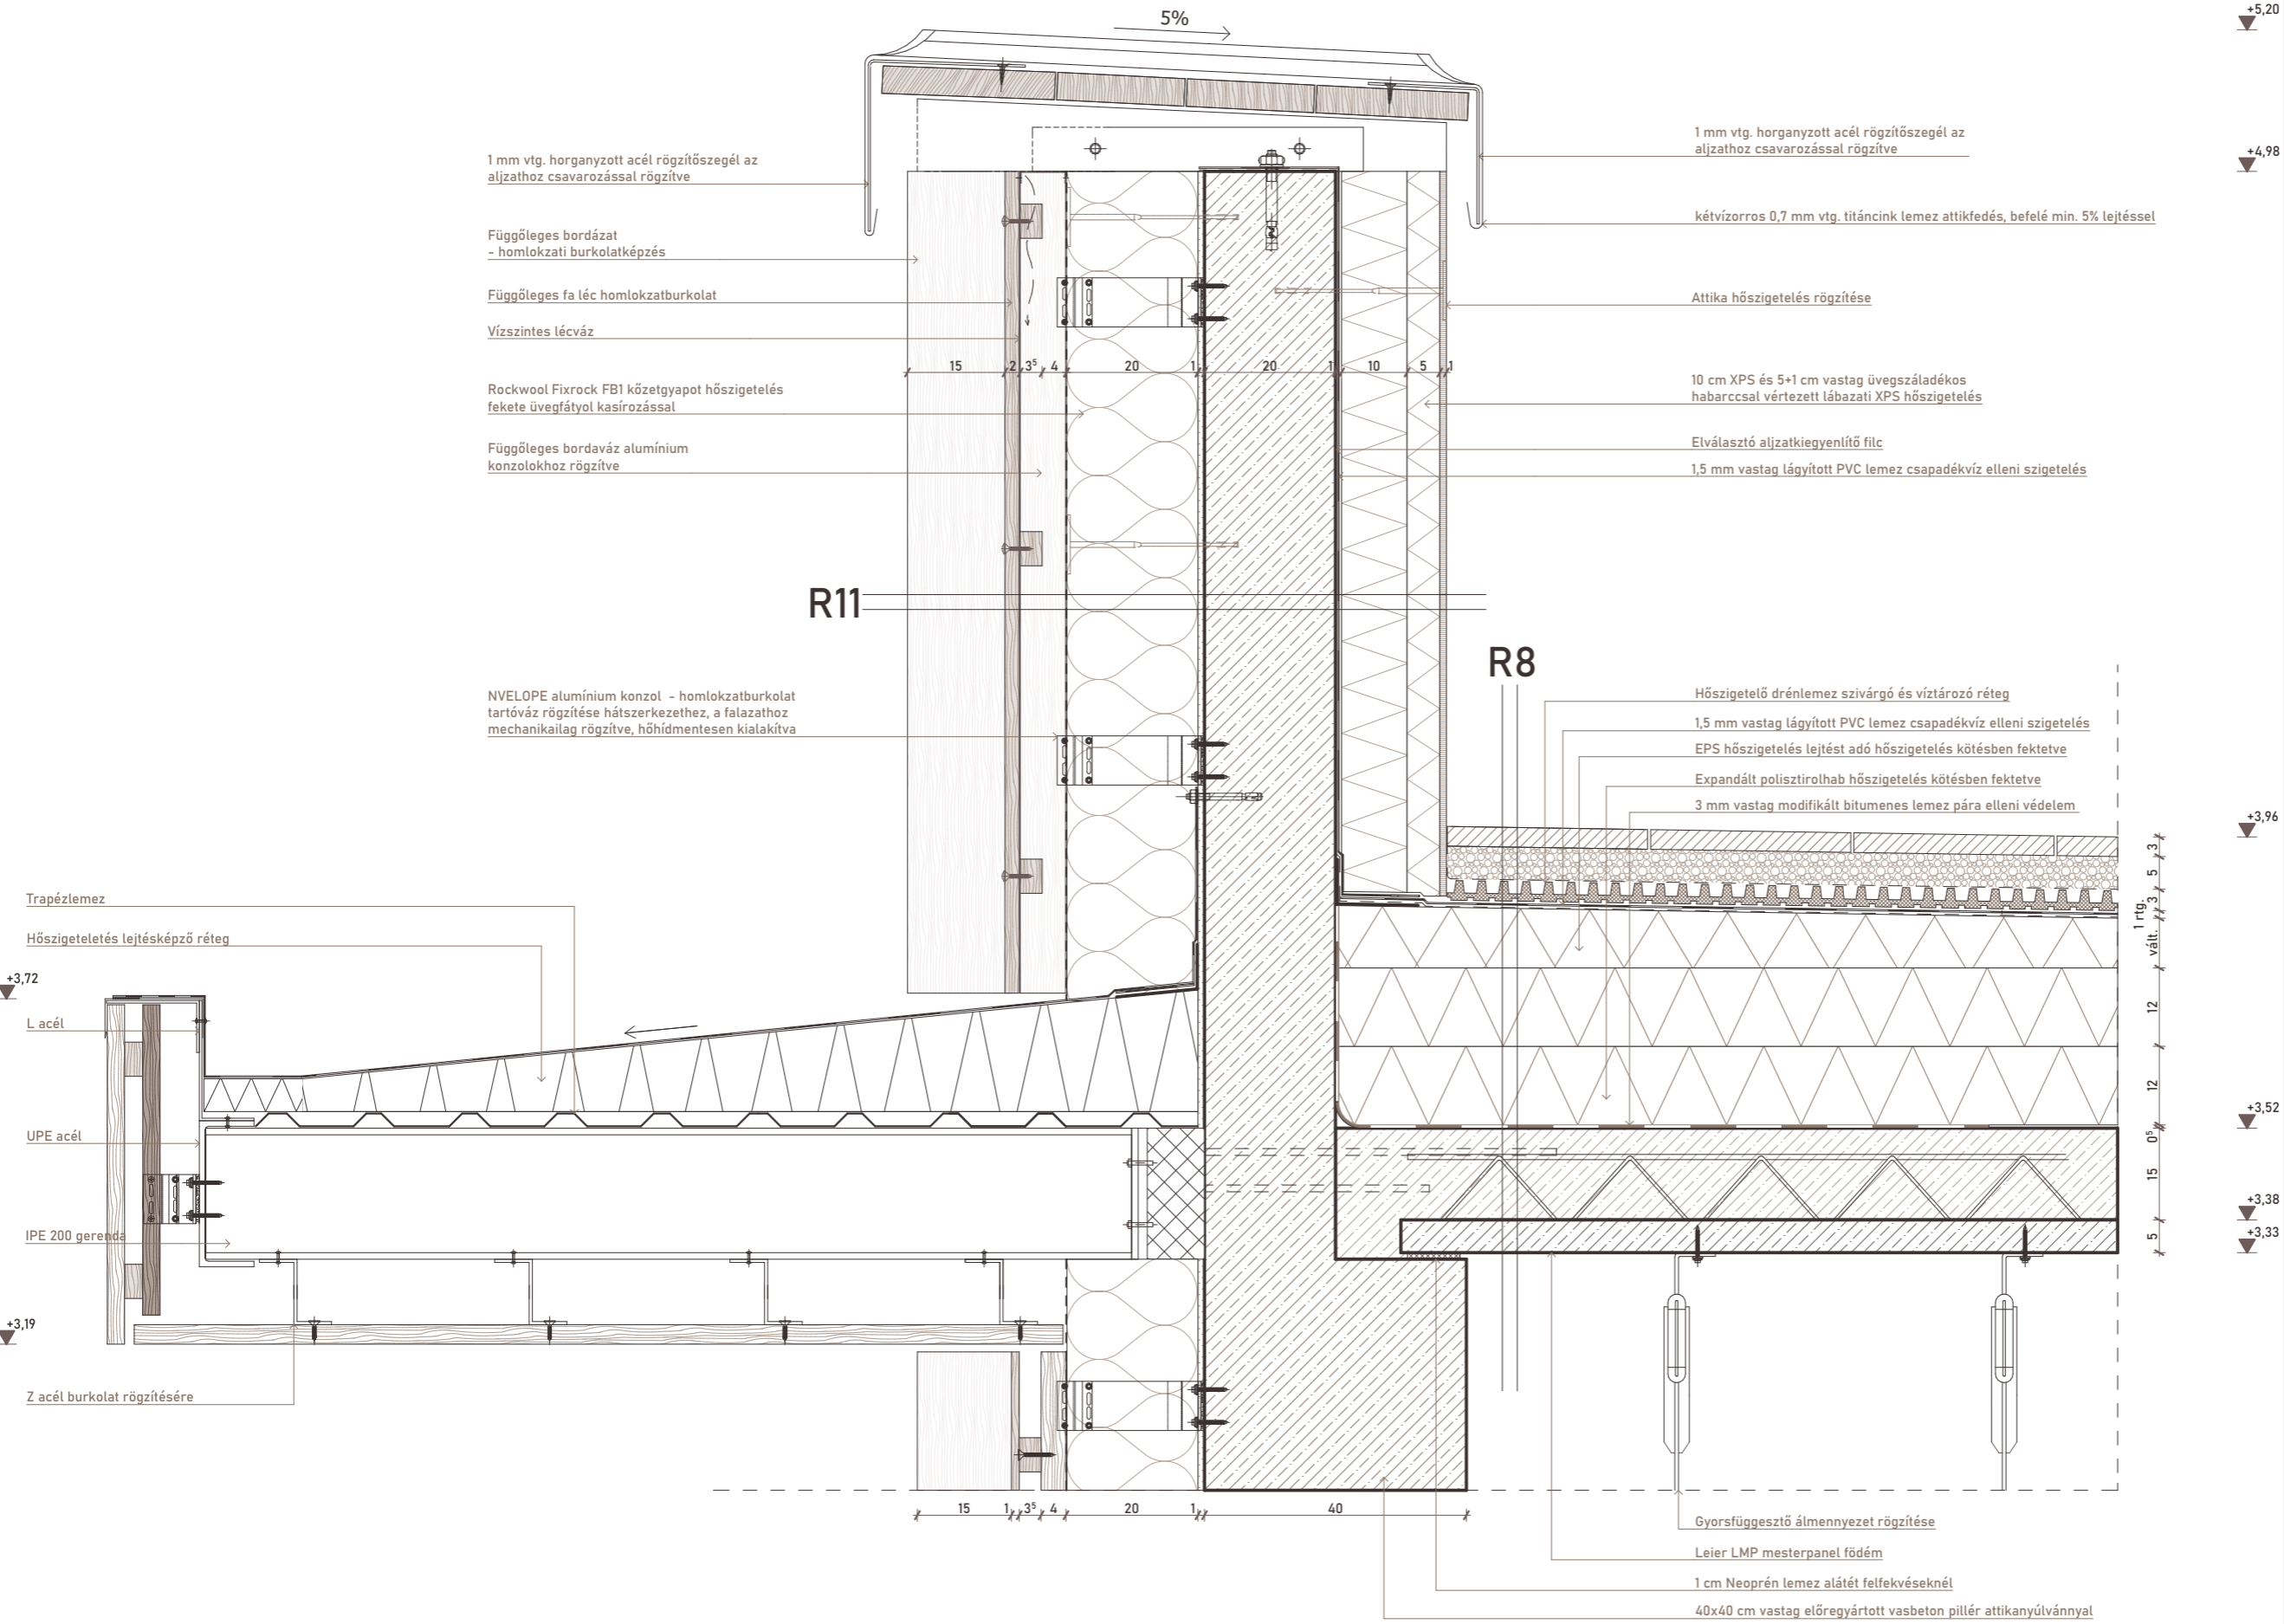 5%
+5,20
1 mm vtg. horganyzott acél rögzítőszegél az
aljzathoz csavarozással rögzítve
+4,98
1 mm vtg. horganyzott acél rögzítőszegél az
aljzathoz csavarozással rögzítve
kétvízorros 0,7 mm vtg. titáncink lemez attikfedés, befelé min. 5% lejtéssel
Függőleges bordázat
- homlokzati burkolatképzés
Függőleges fa léc homlokzatburkolat
Attika hőszigetelés rögzítése
Vízszintes lécváz
15 2 3⁵ 4 20 1 20 1 10 5 1
Rockwool Fixrock FB1 kőzetgyapot hőszigetelés
fekete üvegfátyol kasírozással
10 cm XPS és 5+1 cm vastag üvegszáladékos
habarccsal vértezett lábazati XPS hőszigetelés
Függőleges bordaváz alumínium
konzolokhoz rögzítve
Elválasztó aljzatkiegyenlítő filc
1,5 mm vastag lágyított PVC lemez csapadékvíz elleni szigetelés
R11
R8
NVELOPE alumínium konzol - homlokzatburkolat
tartóváz rögzítése hátszerkezethez, a falazathoz
mechanikailag rögzítve, hőhídmentesen kialakítva
Hőszigetelő drénlemez szivárgó és víztározó réteg
1,5 mm vastag lágyított PVC lemez csapadékvíz elleni szigetelés
EPS hőszigetelés lejtést adó hőszigetelés kötésben fektetve
Expandált polisztirolhab hőszigetelés kötésben fektetve
3 mm vastag modifikált bitumenes lemez pára elleni védelem
+3,96
3
5
3
1 rtg.
vált.
12
12
0⁵
15
5
Trapézlemez
Hőszigeteletés lejtésképző réteg
+3,72
L acél
UPE acél
IPE 200 gerenda
+3,19
Z acél burkolat rögzítésére
+3,52
+3,38
+3,33
15 1 3⁵ 4 20 1 40
Gyorsfüggesztő álmennyezet rögzítése
Leier LMP mesterpanel födém
1 cm Neoprén lemez alátét felfekvéseknél
40x40 cm vastag előregyártott vasbeton pillér attikanyúlvánnyal